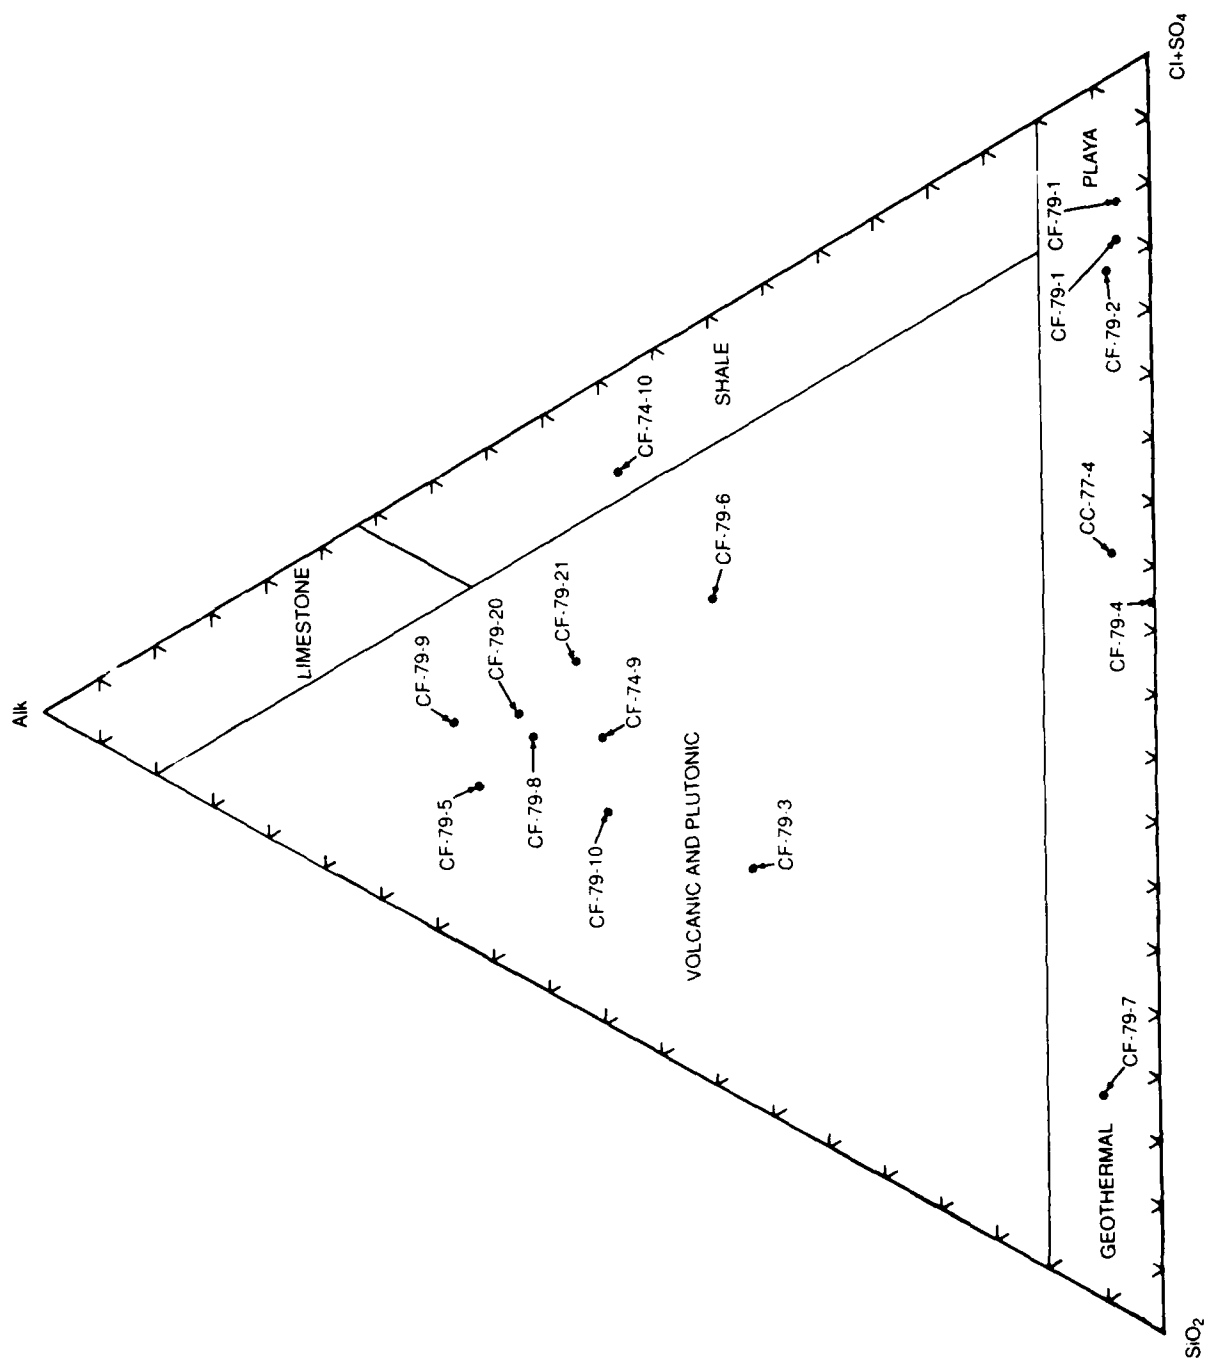 Alk
Cl+SO4
SiO2
LIMESTONE
SHALE
PLAYA
VOLCANIC AND PLUTONIC
GEOTHERMAL
CF-79-9
CF-79-20
CF-79-21
CF-74-10
CF-79-5
CF-79-8
CF-74-9
CF-79-6
CF-79-10
CF-79-3
CF-79-1
CF-79-1
CF-79-2
CC-77-4
CF-79-4
CF-79-7